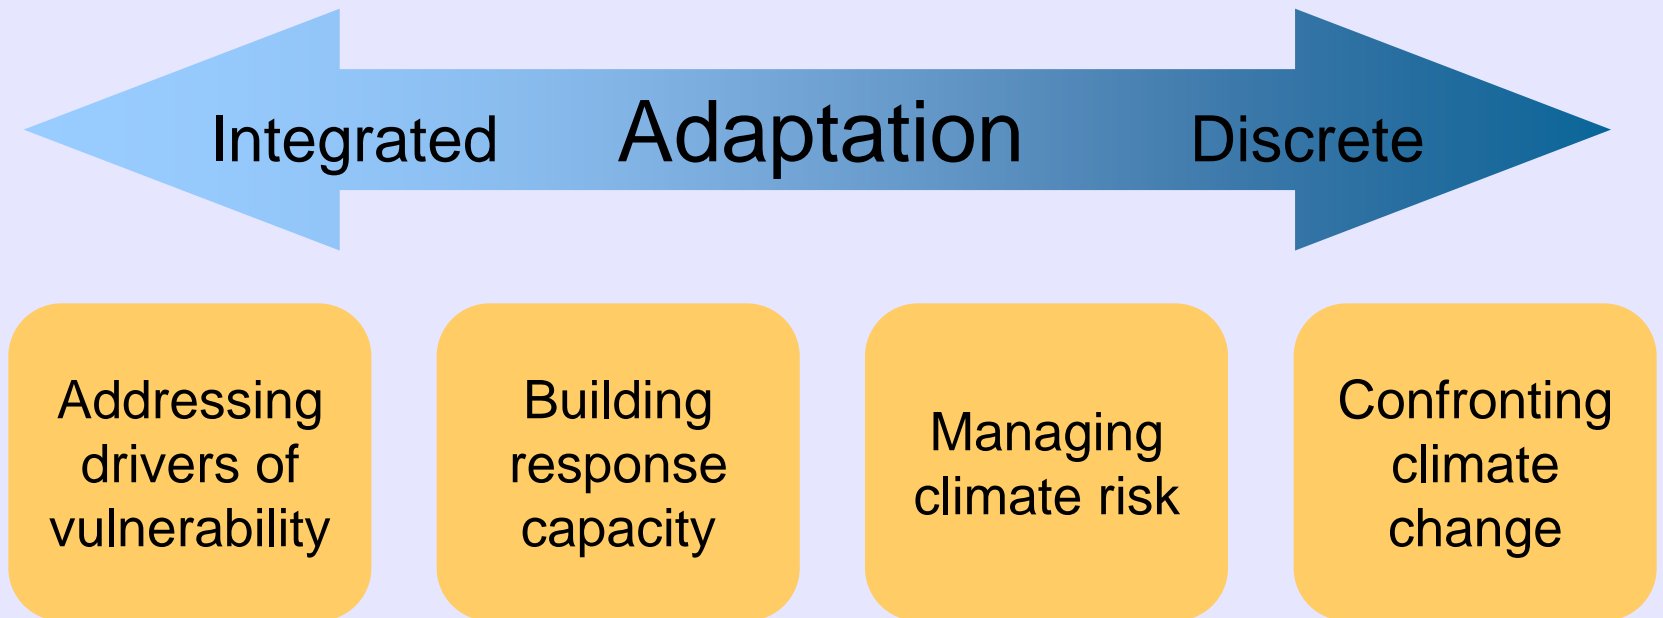 Integrated Adaptation Discrete
Addressing
drivers of
vulnerability
Building
response
capacity
Managing
climate risk
Confronting
climate
change